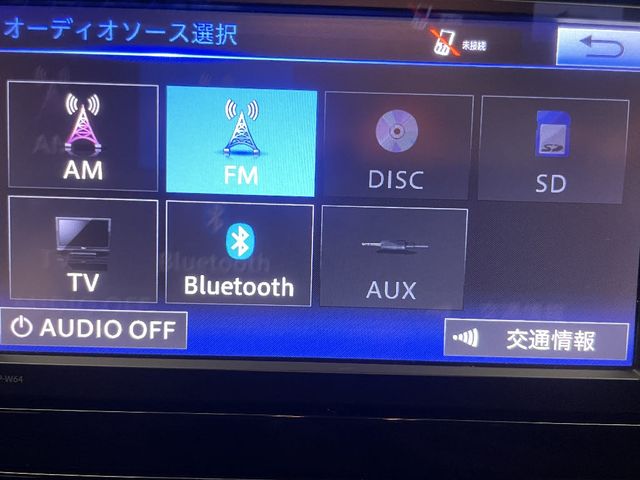 オーディオソース選択
未接続
AM
FM
DISC
SD
TV
Bluetooth
AUX
AUDIO OFF
交通情報
P-W64